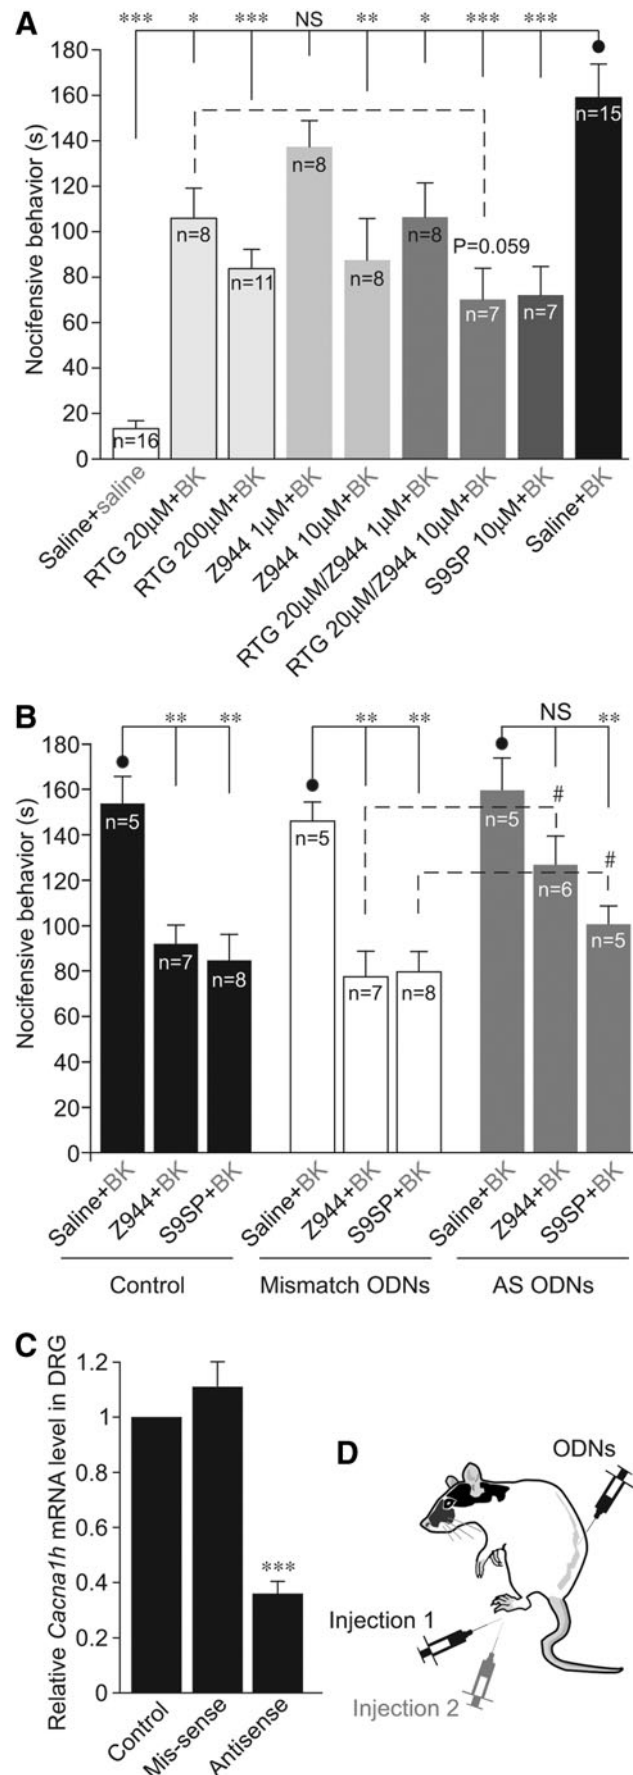 A
*** * *** NS ** * *** ***
Nocifensive behavior (s)
180
160
140
120
100
80
60
40
20
0
n=16
n=8
n=11
n=8
n=8
n=8
P=0.059
n=7
n=7
n=15
Saline+saline
RTG 20µM+BK
RTG 200µM+BK
Z944 1µM+BK
Z944 10µM+BK
RTG 20µM/Z944 1µM+BK
RTG 20µM/Z944 10µM+BK
S9SP 10µM+BK
Saline+BK
B
** ** ** ** NS **
Nocifensive behavior (s)
180
160
140
120
100
80
60
40
20
0
n=5
n=7
n=8
n=5
n=7
n=8
n=5
#
n=6
#
n=5
Saline+BK
Z944+BK
S9SP+BK
Saline+BK
Z944+BK
S9SP+BK
Saline+BK
Z944+BK
S9SP+BK
Control
Mismatch ODNs
AS ODNs
C
Relative Cacna1h mRNA level in DRG
1.2
1
0.8
0.6
0.4
0.2
0
***
Control
Mis-sense
Antisense
D
ODNs
Injection 1
Injection 2